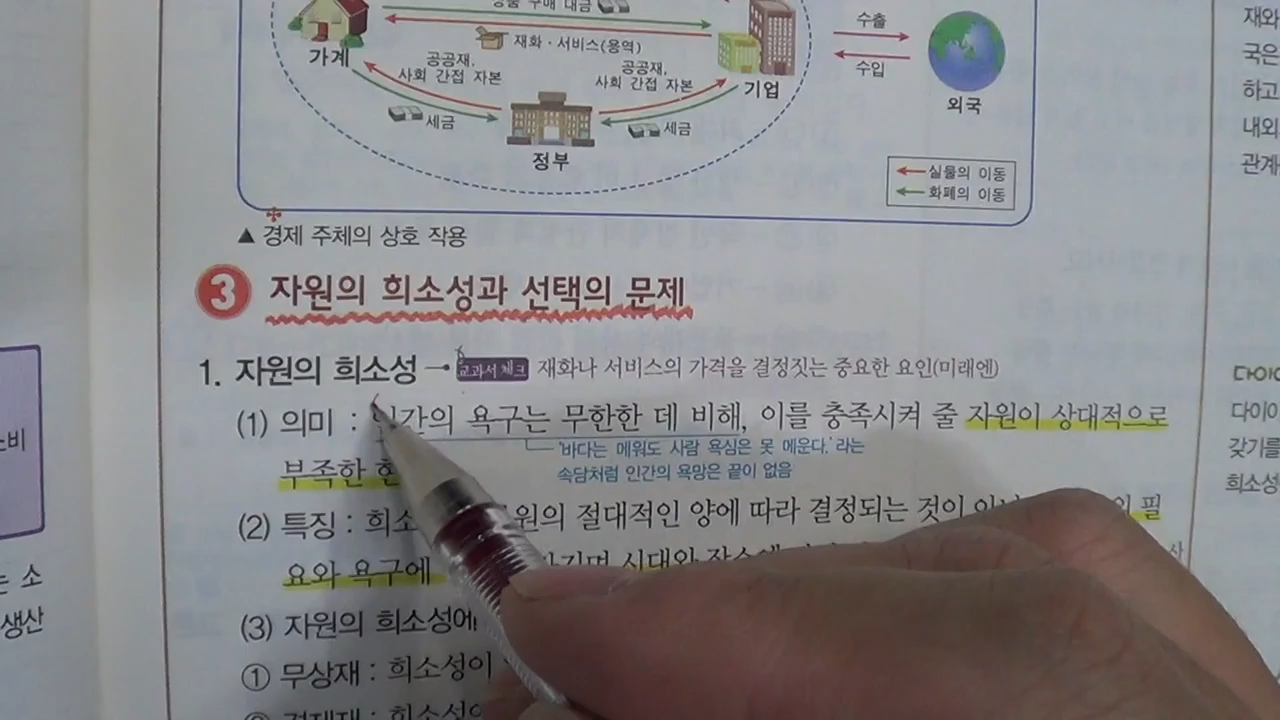 수출
재화 · 서비스(용역)
수입
가계
공공재,
사회 간접 자본
공공재,
사회 간접 자본
기업
외국
세금
세금
정부
실물의 이동
화폐의 이동
▲ 경제 주체의 상호 작용
3 자원의 희소성과 선택의 문제
1. 자원의 희소성 → 교과서 체크 재화나 서비스의 가격을 결정짓는 중요한 요인(미래엔)
(1) 의미 : 인간의 욕구는 무한한 데 비해, 이를 충족시켜 줄 자원이 상대적으로
'바다는 메워도 사람 욕심은 못 메운다.' 라는
부족한
속담처럼 인간의 욕망은 끝이 없음
(2) 특징 : 절대적인 양에 따라 결정되는 것이 필
요와 욕구에 시대와
(3) 자원의 희소성에
① 무상재 : 희소성이
② 경제재 : 희소성
는 소
생산
재와
국은
하고
내외
관계
다이어
갖기를
희소성